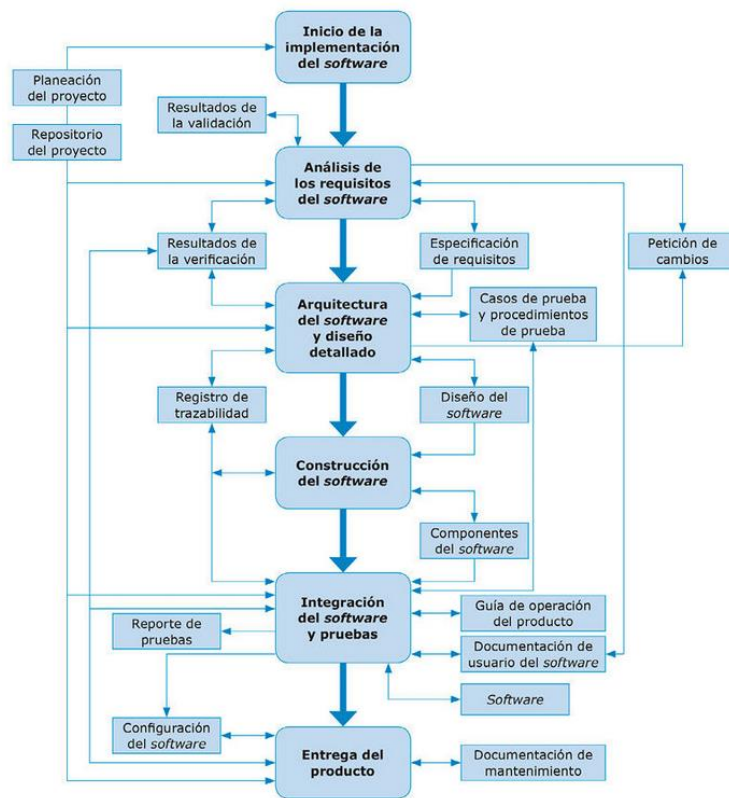 Inicio de la
implementación
del software
Planeación
del proyecto
Resultados de
la validación
Repositorio
del proyecto
Análisis de
los requisitos
del software
Resultados de
la verificación
Especificación
de requisitos
Petición de
cambios
Arquitectura
del software
y diseño
detallado
Casos de prueba
y procedimientos
de prueba
Registro de
trazabilidad
Diseño del
software
Construcción
del software
Componentes
del software
Integración
del software
y pruebas
Guía de operación
del producto
Reporte de
pruebas
Documentación de
usuario del software
Software
Configuración
del software
Entrega del
producto
Documentación de
mantenimiento